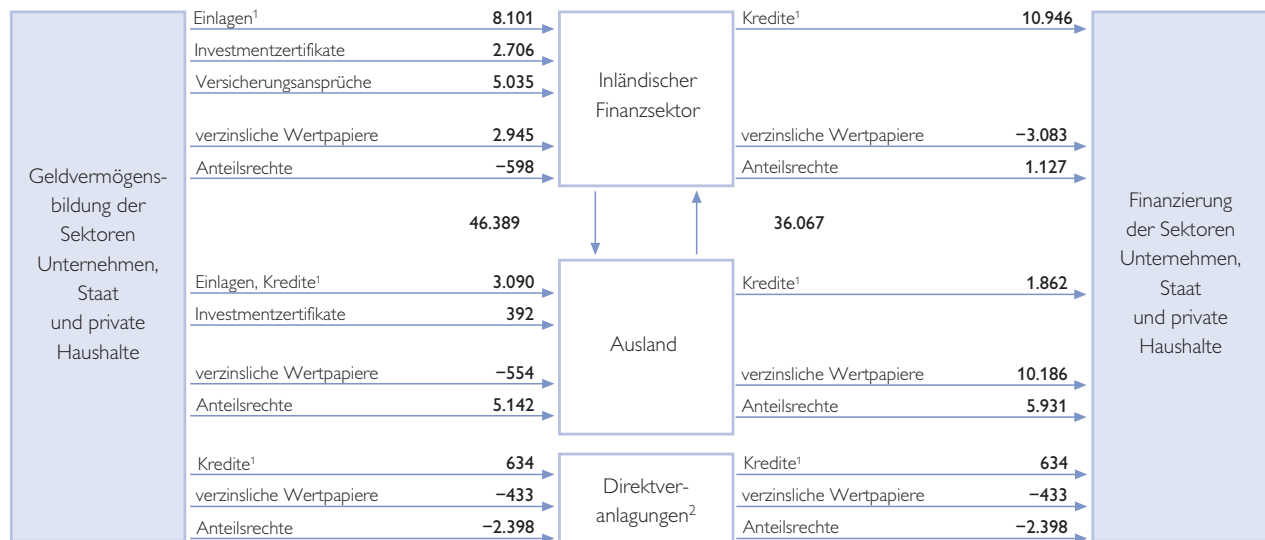 Geldvermögens-
bildung der
Sektoren
Unternehmen,
Staat
und private
Haushalte
Einlagen¹ 8.101
Investmentzertifikate 2.706
Versicherungsansprüche 5.035
verzinsliche Wertpapiere 2.945
Anteilsrechte −598
Inländischer
Finanzsektor
Kredite¹ 10.946
verzinsliche Wertpapiere −3.083
Anteilsrechte 1.127
46.389 36.067
Einlagen, Kredite¹ 3.090
Investmentzertifikate 392
verzinsliche Wertpapiere −554
Anteilsrechte 5.142
Ausland
Kredite¹ 1.862
verzinsliche Wertpapiere 10.186
Anteilsrechte 5.931
Kredite¹ 634
verzinsliche Wertpapiere −433
Anteilsrechte −2.398
Direktver-
anlagungen²
Kredite¹ 634
verzinsliche Wertpapiere −433
Anteilsrechte −2.398
Finanzierung
der Sektoren
Unternehmen,
Staat
und private
Haushalte